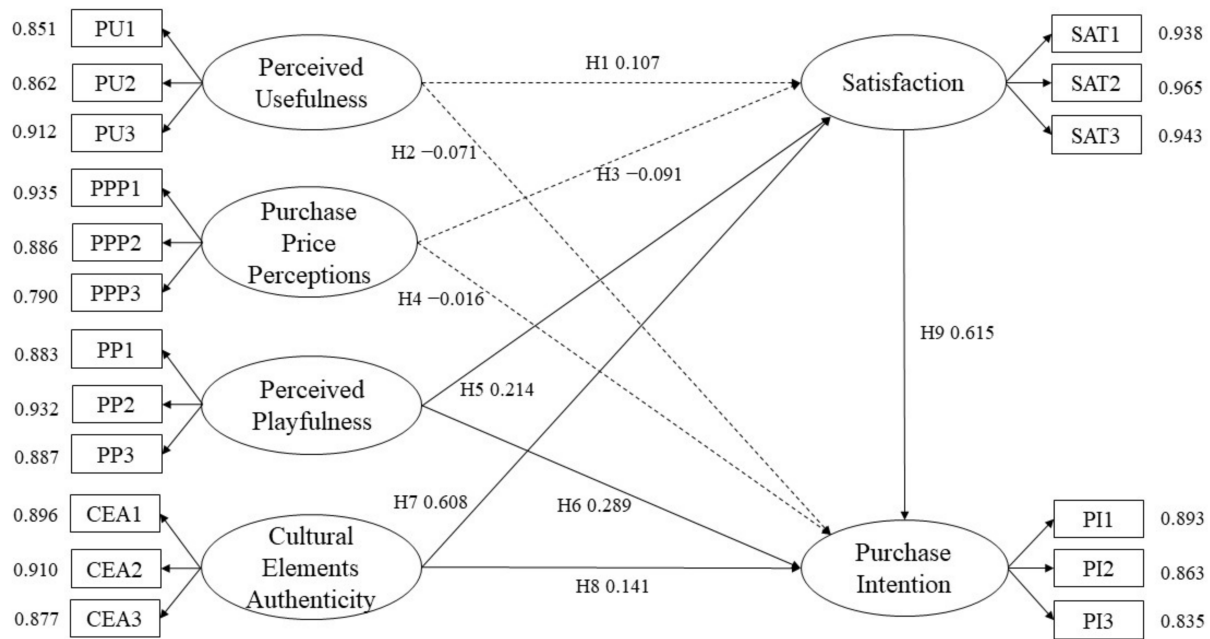 0.851 PU1
0.862 PU2
0.912 PU3
Perceived
Usefulness
H1 0.107
Satisfaction
SAT1 0.938
SAT2 0.965
SAT3 0.943
H2 −0.071
H3 −0.091
0.935 PPP1
0.886 PPP2
0.790 PPP3
Purchase
Price
Perceptions
H4 −0.016
H9 0.615
0.883 PP1
0.932 PP2
0.887 PP3
Perceived
Playfulness
H5 0.214
H7 0.608
H6 0.289
0.896 CEA1
0.910 CEA2
0.877 CEA3
Cultural
Elements
Authenticity
H8 0.141
Purchase
Intention
PI1 0.893
PI2 0.863
PI3 0.835